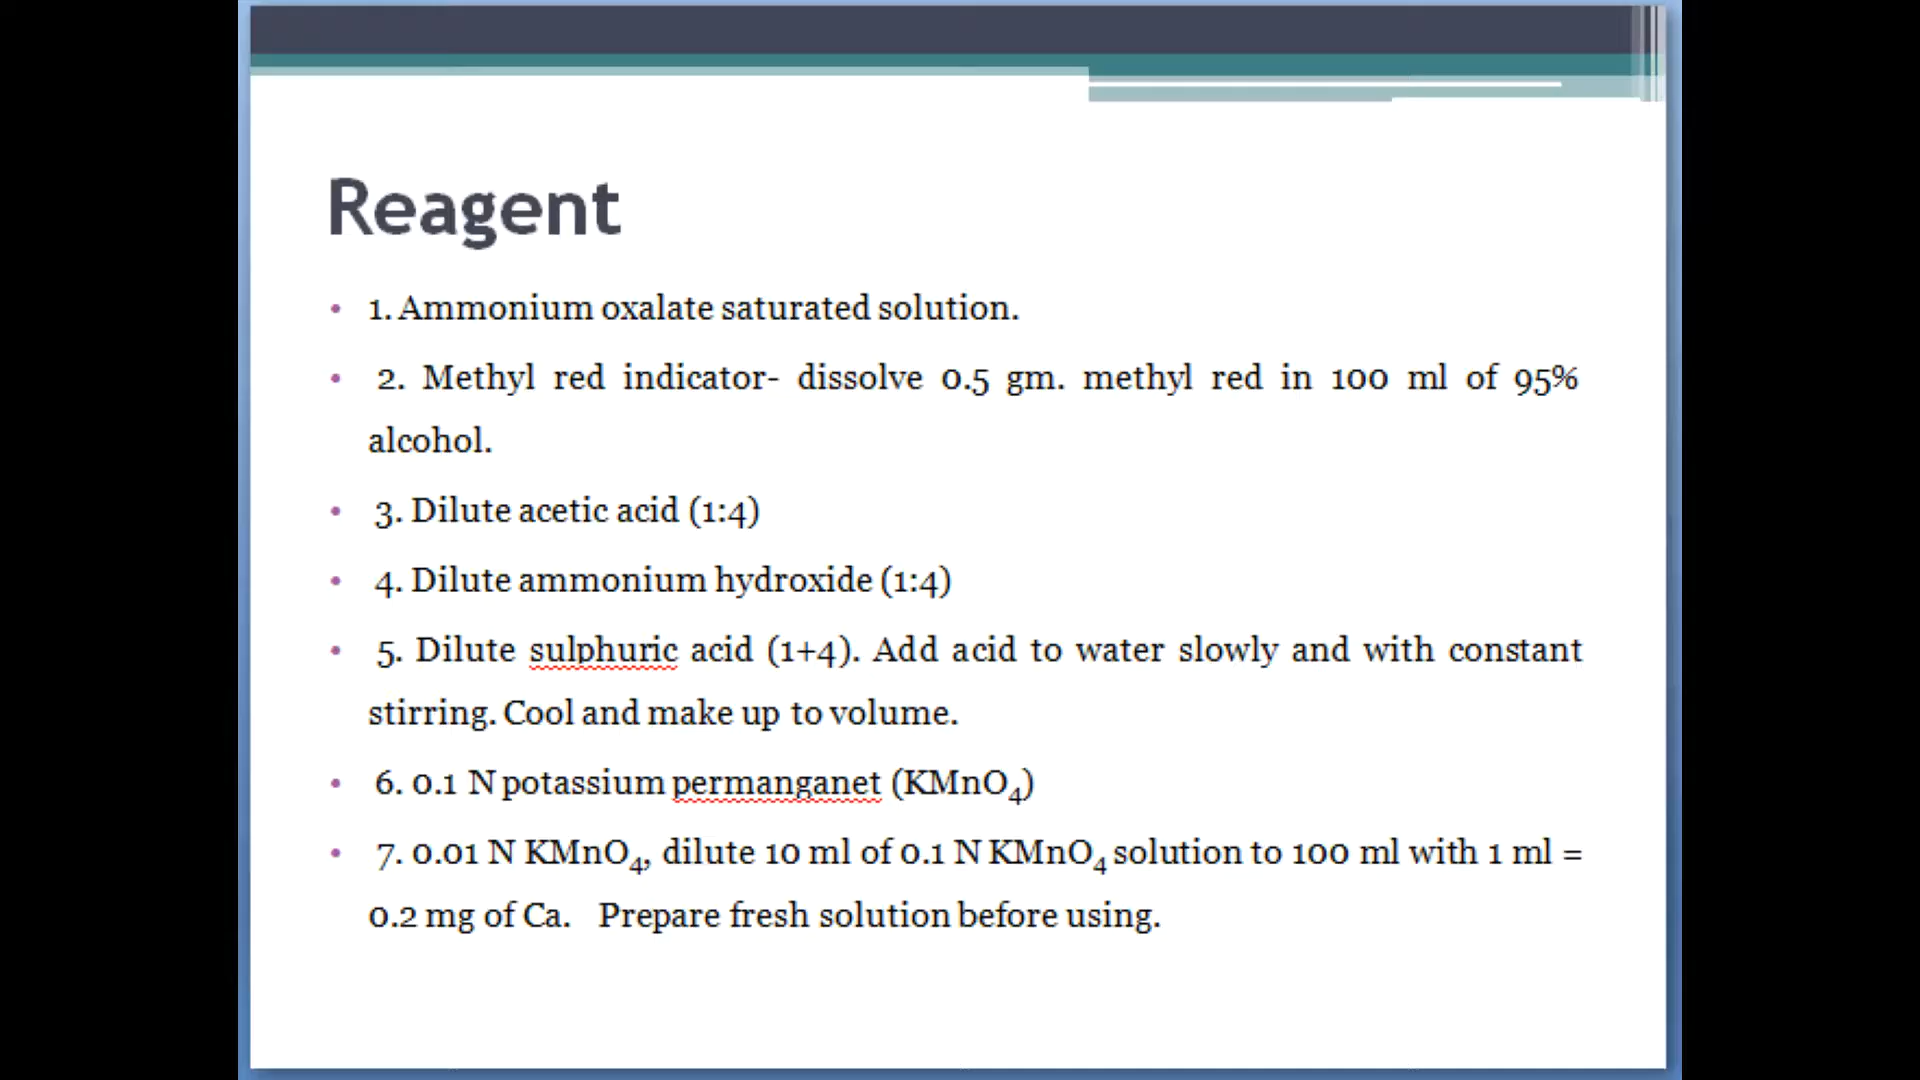 Reagent
• 1. Ammonium oxalate saturated solution.
• 2. Methyl red indicator- dissolve 0.5 gm. methyl red in 100 ml of 95%
alcohol.
• 3. Dilute acetic acid (1:4)
• 4. Dilute ammonium hydroxide (1:4)
• 5. Dilute sulphuric acid (1+4). Add acid to water slowly and with constant
stirring. Cool and make up to volume.
• 6. 0.1 N potassium permanganet (KMnO₄)
• 7. 0.01 N KMnO₄, dilute 10 ml of 0.1 N KMnO₄ solution to 100 ml with 1 ml =
0.2 mg of Ca. Prepare fresh solution before using.